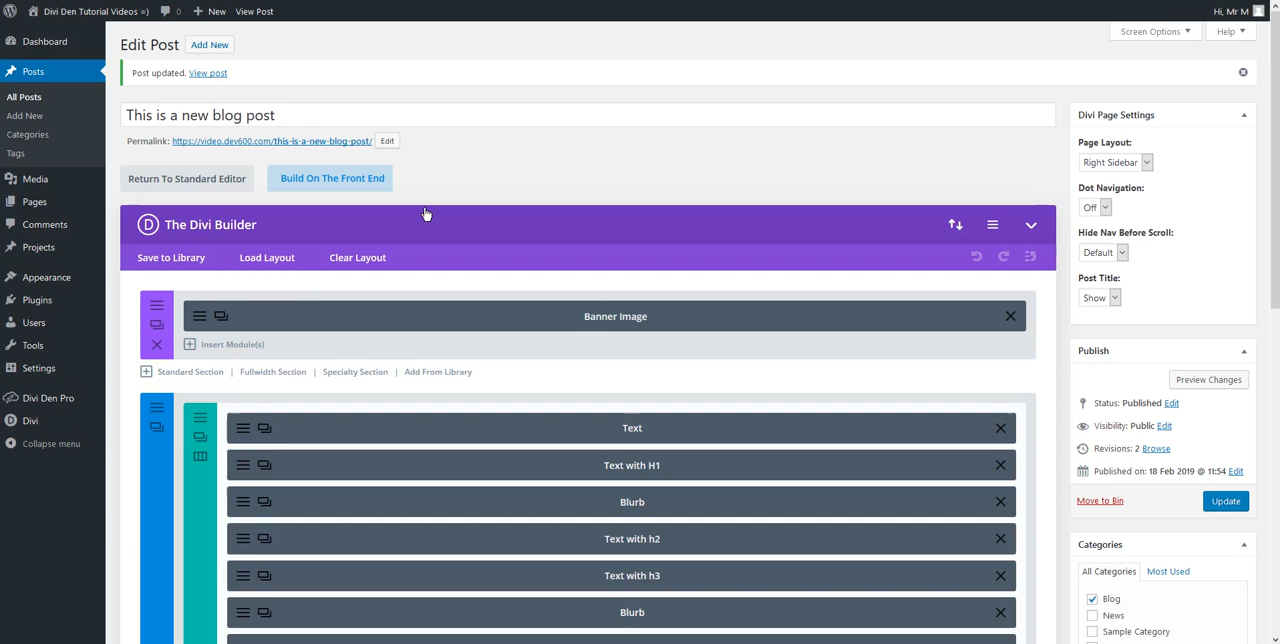 Divi Den Tutorial Videos =) 0 New View Post Hi, Mr M
Screen Options Help
Dashboard
Posts
All Posts
Add New
Categories
Tags
Media
Pages
Comments
Projects
Appearance
Plugins
Users
Tools
Settings
Divi Den Pro
Divi
Collapse menu
Edit Post Add New
Post updated. View post
This is a new blog post
Permalink: https://video.dev600.com/this-is-a-new-blog-post/ Edit
Return To Standard Editor Build On The Front End
D The Divi Builder
Save to Library Load Layout Clear Layout
Banner Image
Insert Module(s)
Standard Section | Fullwidth Section | Specialty Section | Add From Library
Text
Text with H1
Blurb
Text with h2
Text with h3
Blurb
Divi Page Settings
Page Layout:
Right Sidebar
Dot Navigation:
Off
Hide Nav Before Scroll:
Default
Post Title:
Show
Publish
Preview Changes
Status: Published Edit
Visibility: Public Edit
Revisions: 2 Browse
Published on: 18 Feb 2019 @ 11:54 Edit
Move to Bin Update
Categories
All Categories Most Used
Blog
News
Sample Category